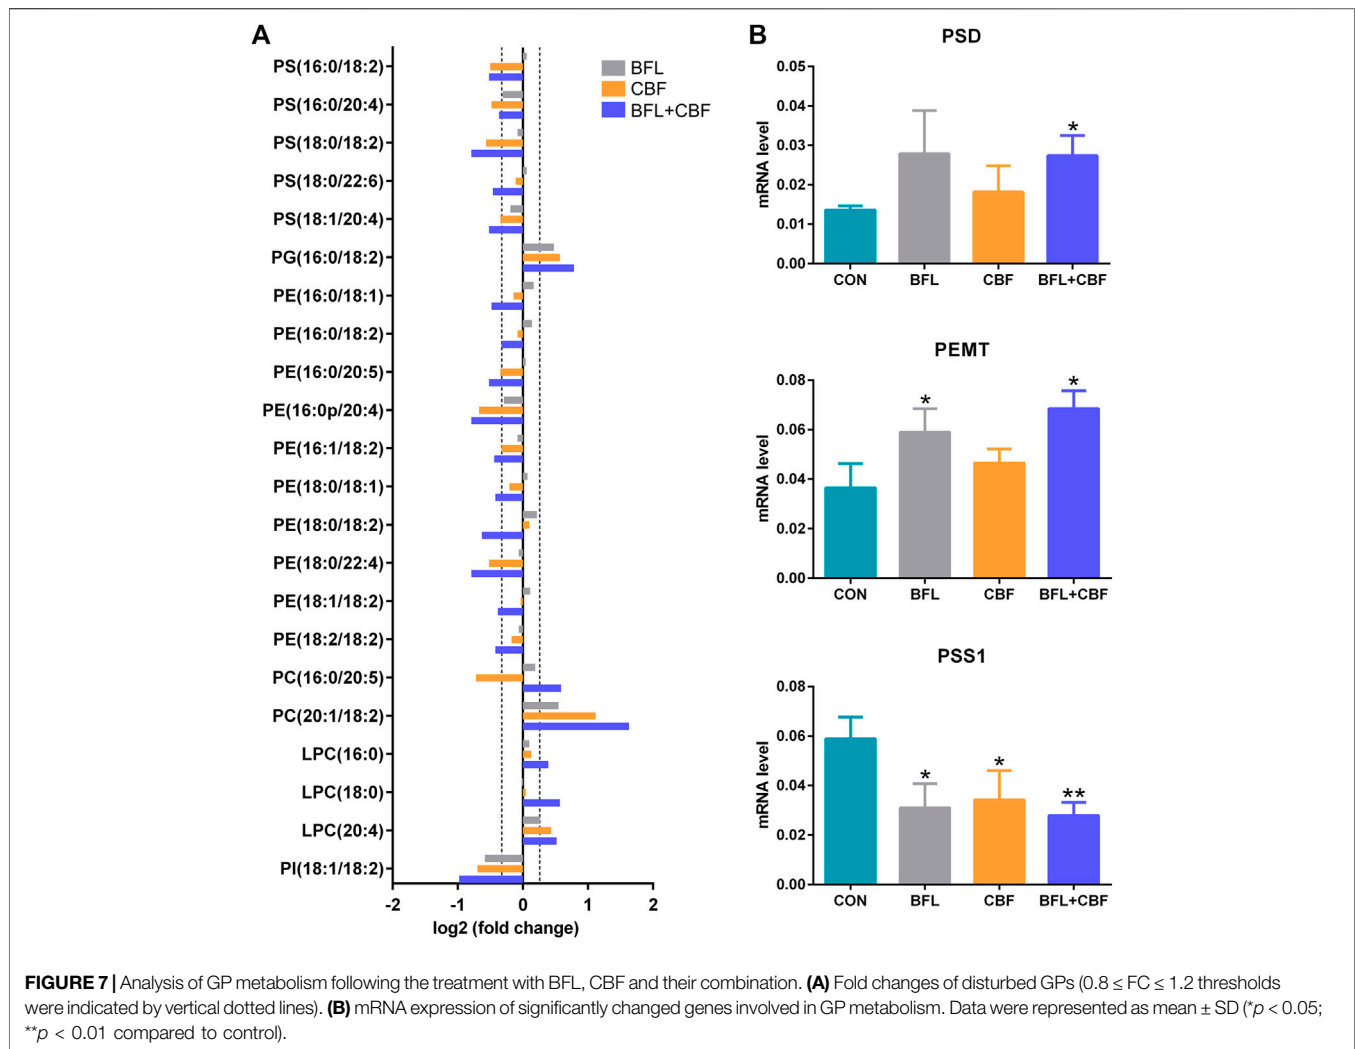 A
PS(16:0/18:2)
PS(16:0/20:4)
PS(18:0/18:2)
PS(18:0/22:6)
PS(18:1/20:4)
PG(16:0/18:2)
PE(16:0/18:1)
PE(16:0/18:2)
PE(16:0/20:5)
PE(16:0p/20:4)
PE(16:1/18:2)
PE(18:0/18:1)
PE(18:0/18:2)
PE(18:0/22:4)
PE(18:1/18:2)
PE(18:2/18:2)
PC(16:0/20:5)
PC(20:1/18:2)
LPC(16:0)
LPC(18:0)
LPC(20:4)
PI(18:1/18:2)
-2 -1 0 1 2
log2 (fold change)
BFL
CBF
BFL+CBF
B
PSD
mRNA level
0.05
0.04
0.03
0.02
0.01
0.00
*
CON BFL CBF BFL+CBF
PEMT
mRNA level
0.08
0.06
0.04
0.02
0.00
* *
CON BFL CBF BFL+CBF
PSS1
mRNA level
0.08
0.06
0.04
0.02
0.00
* * **
CON BFL CBF BFL+CBF
FIGURE 7 | Analysis of GP metabolism following the treatment with BFL, CBF and their combination. (A) Fold changes of disturbed GPs (0.8 ≤ FC ≤ 1.2 thresholds
were indicated by vertical dotted lines). (B) mRNA expression of significantly changed genes involved in GP metabolism. Data were represented as mean ± SD (*p < 0.05;
**p < 0.01 compared to control).